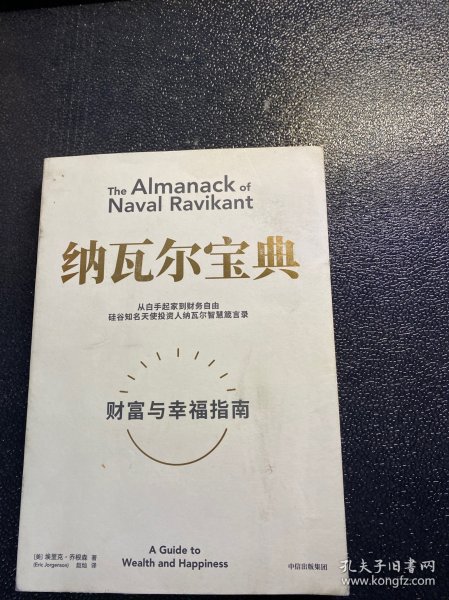 The Almanack of
Naval Ravikant
纳瓦尔宝典
从白手起家到财务自由
硅谷知名天使投资人纳瓦尔智慧箴言录
财富与幸福指南
[美] 埃里克·乔根森 著
(Eric Jorgenson) 赵灿 译
A Guide to
Wealth and Happiness
中信出版集团
孔夫子旧书网
www.kongfz.com